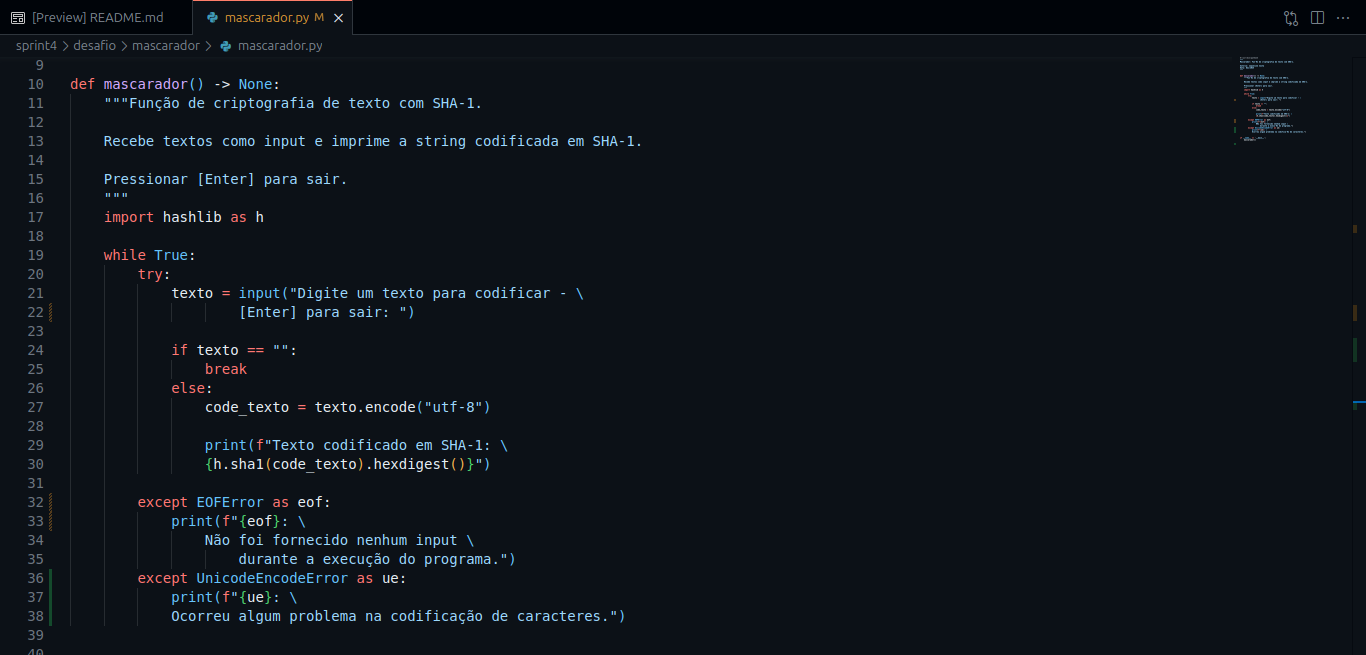 [Preview] README.md
mascarador.py M
sprint4 > desafio > mascarador > mascarador.py
9
10 def mascarador() -> None:
11 """Função de criptografia de texto com SHA-1.
12
13 Recebe textos como input e imprime a string codificada em SHA-1.
14
15 Pressionar [Enter] para sair.
16 """
17 import hashlib as h
18
19 while True:
20 try:
21 texto = input("Digite um texto para codificar - \
22 [Enter] para sair: ")
23
24 if texto == "":
25 break
26 else:
27 code_texto = texto.encode("utf-8")
28
29 print(f"Texto codificado em SHA-1: \
30 {h.sha1(code_texto).hexdigest()}")
31
32 except EOFError as eof:
33 print(f"{eof}: \
34 Não foi fornecido nenhum input \
35 durante a execução do programa.")
36 except UnicodeEncodeError as ue:
37 print(f"{ue}: \
38 Ocorreu algum problema na codificação de caracteres.")
39
40